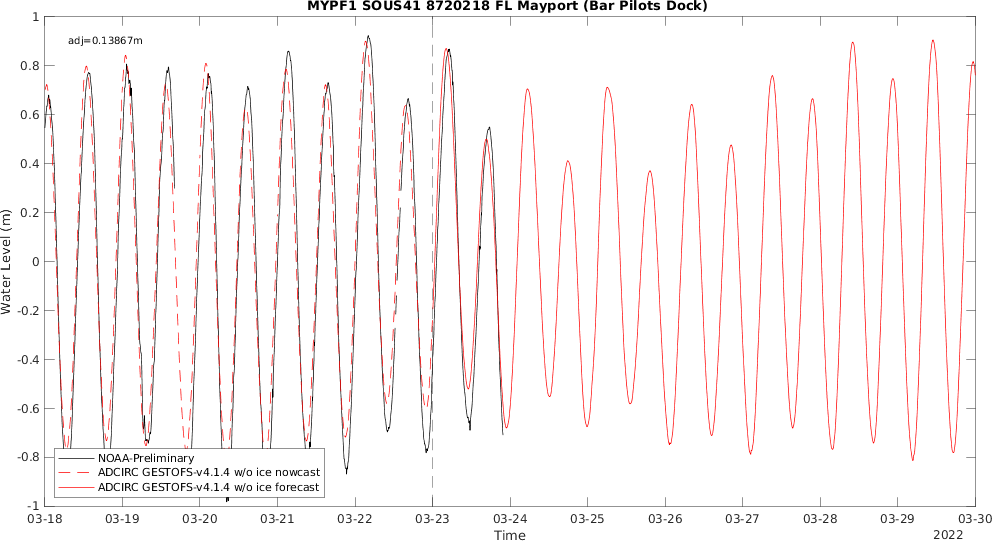 MYPF1 SOUS41 8720218 FL Mayport (Bar Pilots Dock)
adj=0.13867m
Water Level (m)
1
0.8
0.6
0.4
0.2
0
-0.2
-0.4
-0.6
-0.8
-1
NOAA-Preliminary
ADCIRC GESTOFS-v4.1.4 w/o ice nowcast
ADCIRC GESTOFS-v4.1.4 w/o ice forecast
03-18 03-19 03-20 03-21 03-22 03-23 03-24 03-25 03-26 03-27 03-28 03-29 03-30
Time
2022